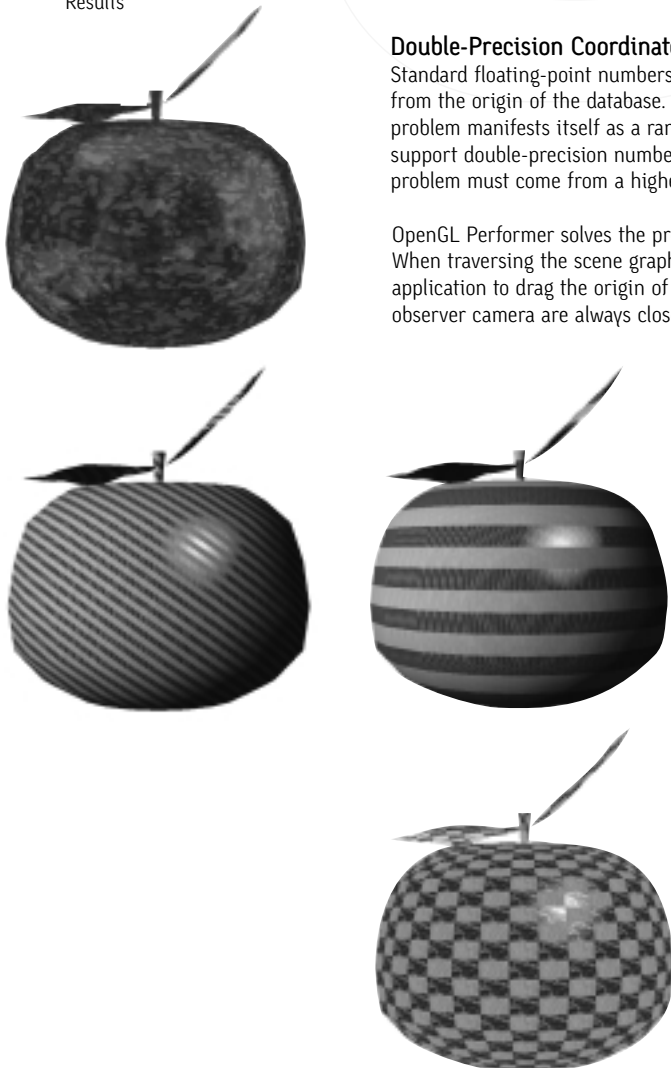 Results
Double-Precision Coordinate
Standard floating-point numbers
from the origin of the database.
problem manifests itself as a ran
support double-precision numbe
problem must come from a highe
OpenGL Performer solves the pr
When traversing the scene graph
application to drag the origin of
observer camera are always clos